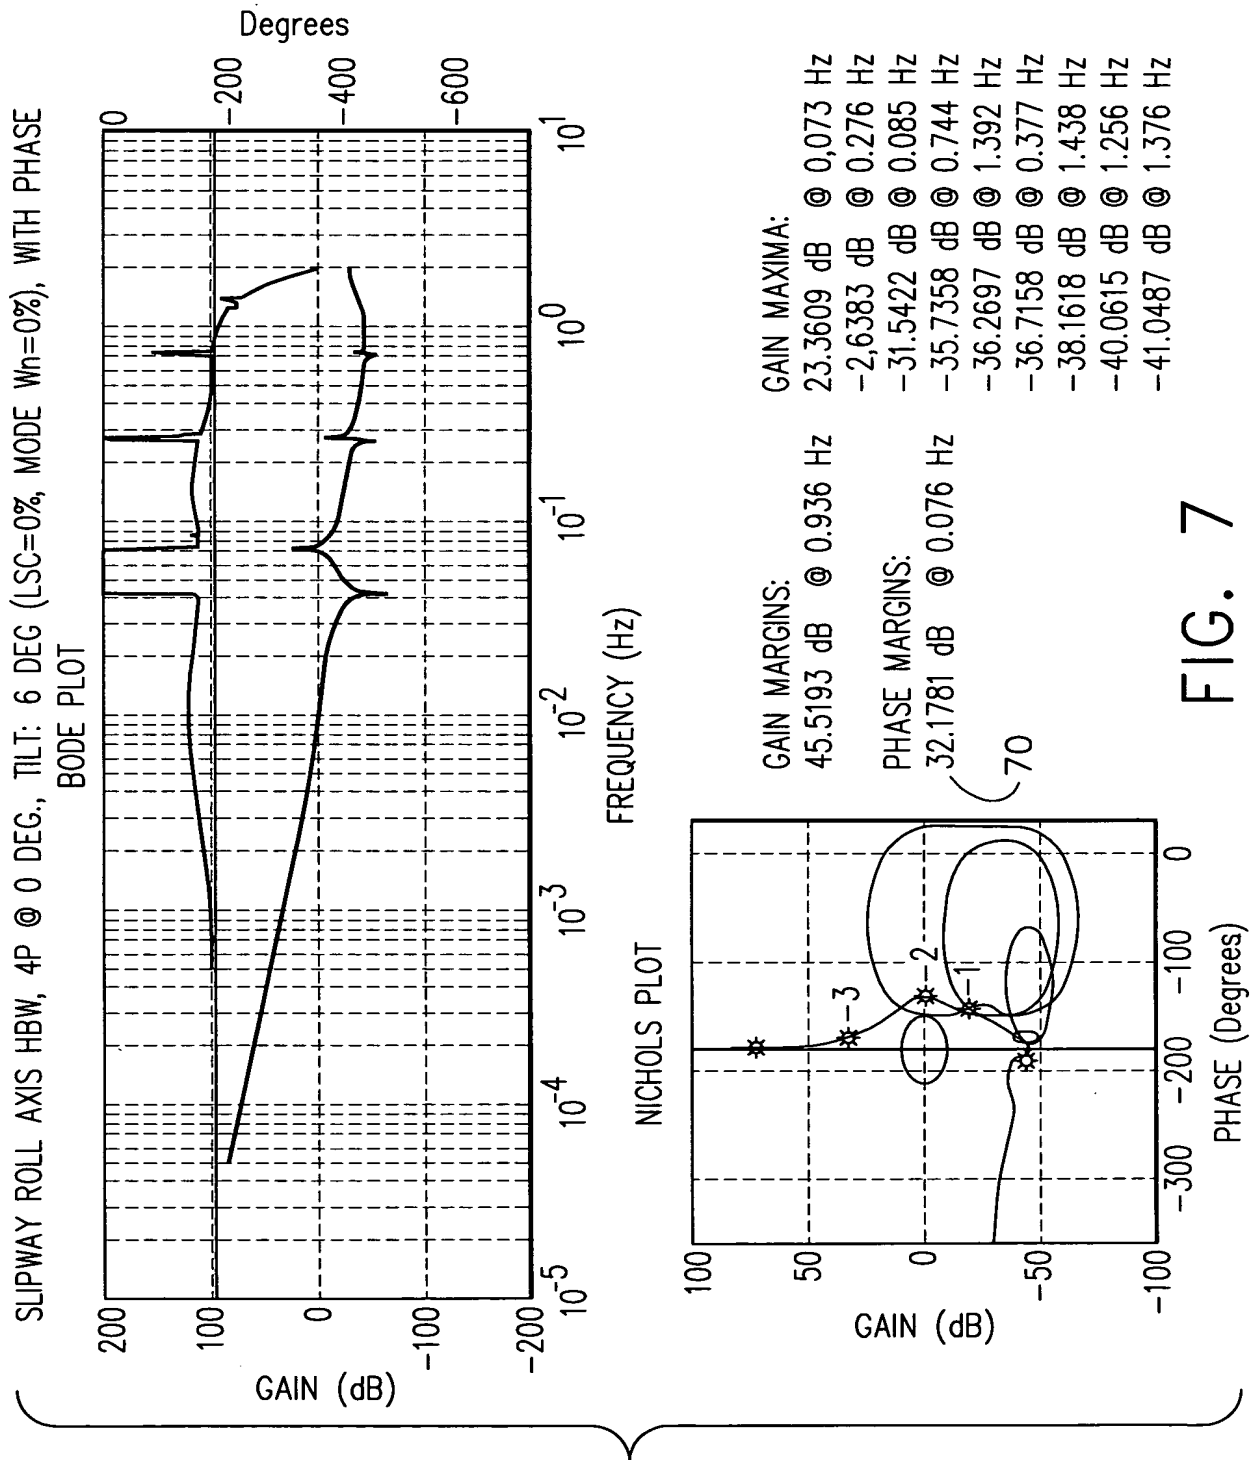 SLIPWAY ROLL AXIS HBW, 4P @ 0 DEG., TILT: 6 DEG (LSC=0%, MODE Wn=0%), WITH PHASE
BODE PLOT
200
100
0
-100
-200
GAIN (dB)
0
-200
-400
-600
Degrees
10-5
10-4
10-3
10-2
10-1
100
101
FREQUENCY (Hz)
NICHOLS PLOT
100
50
0
-50
-100
GAIN (dB)
-3
-2
-1
-300
-200
-100
0
PHASE (Degrees)
GAIN MARGINS:
45.5193 dB @ 0.936 Hz
PHASE MARGINS:
32.1781 dB @ 0.076 Hz
70
GAIN MAXIMA:
23.3609 dB @ 0,073 Hz
-2,6383 dB @ 0.276 Hz
-31.5422 dB @ 0.085 Hz
-35.7358 dB @ 0.744 Hz
-36.2697 dB @ 1.392 Hz
-36.7158 dB @ 0.377 Hz
-38.1618 dB @ 1.438 Hz
-40.0615 dB @ 1.256 Hz
-41.0487 dB @ 1.376 Hz
FIG. 7